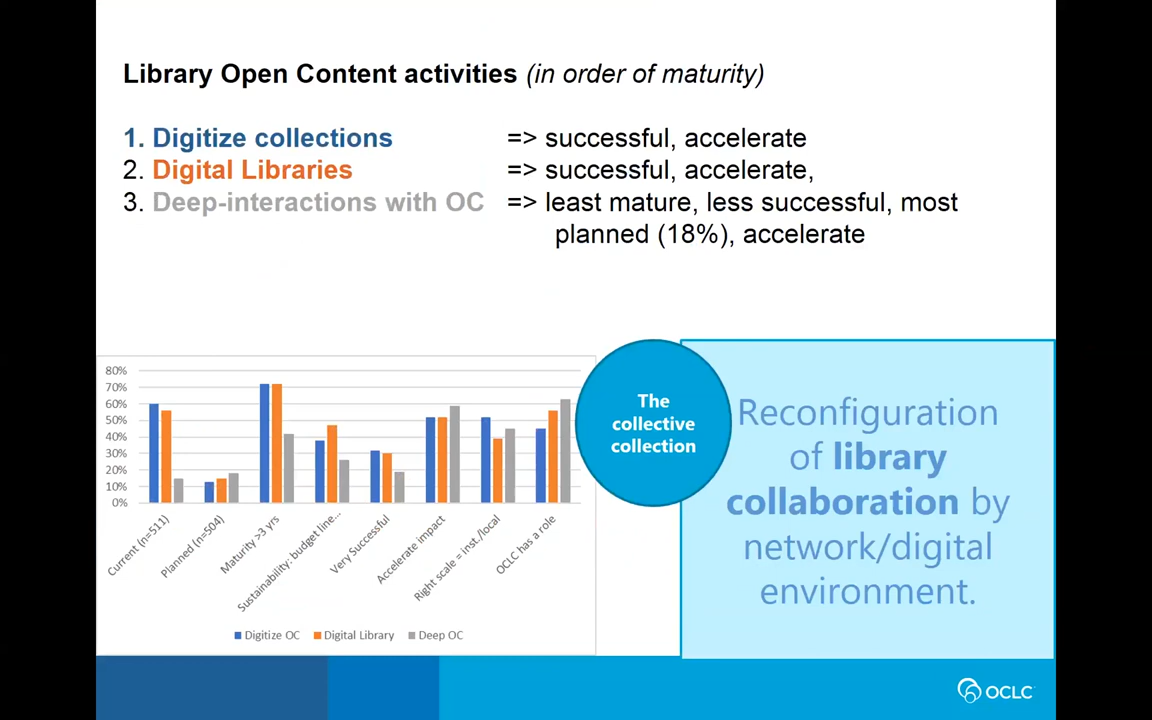 Library Open Content activities (in order of maturity)
1. Digitize collections => successful, accelerate
2. Digital Libraries => successful, accelerate,
3. Deep-interactions with OC => least mature, less successful, most
planned (18%), accelerate
80%
70%
60%
50%
40%
30%
20%
10%
0%
Current (n=511)
Planned (n=504)
Maturity >3 yrs
Sustainability: budget line...
Very Successful
Accelerate impact
Right scale = inst./local
OCLC has a role
Digitize OC Digital Library Deep OC
The
collective
collection
Reconfiguration
of library
collaboration by
network/digital
environment.
OCLC